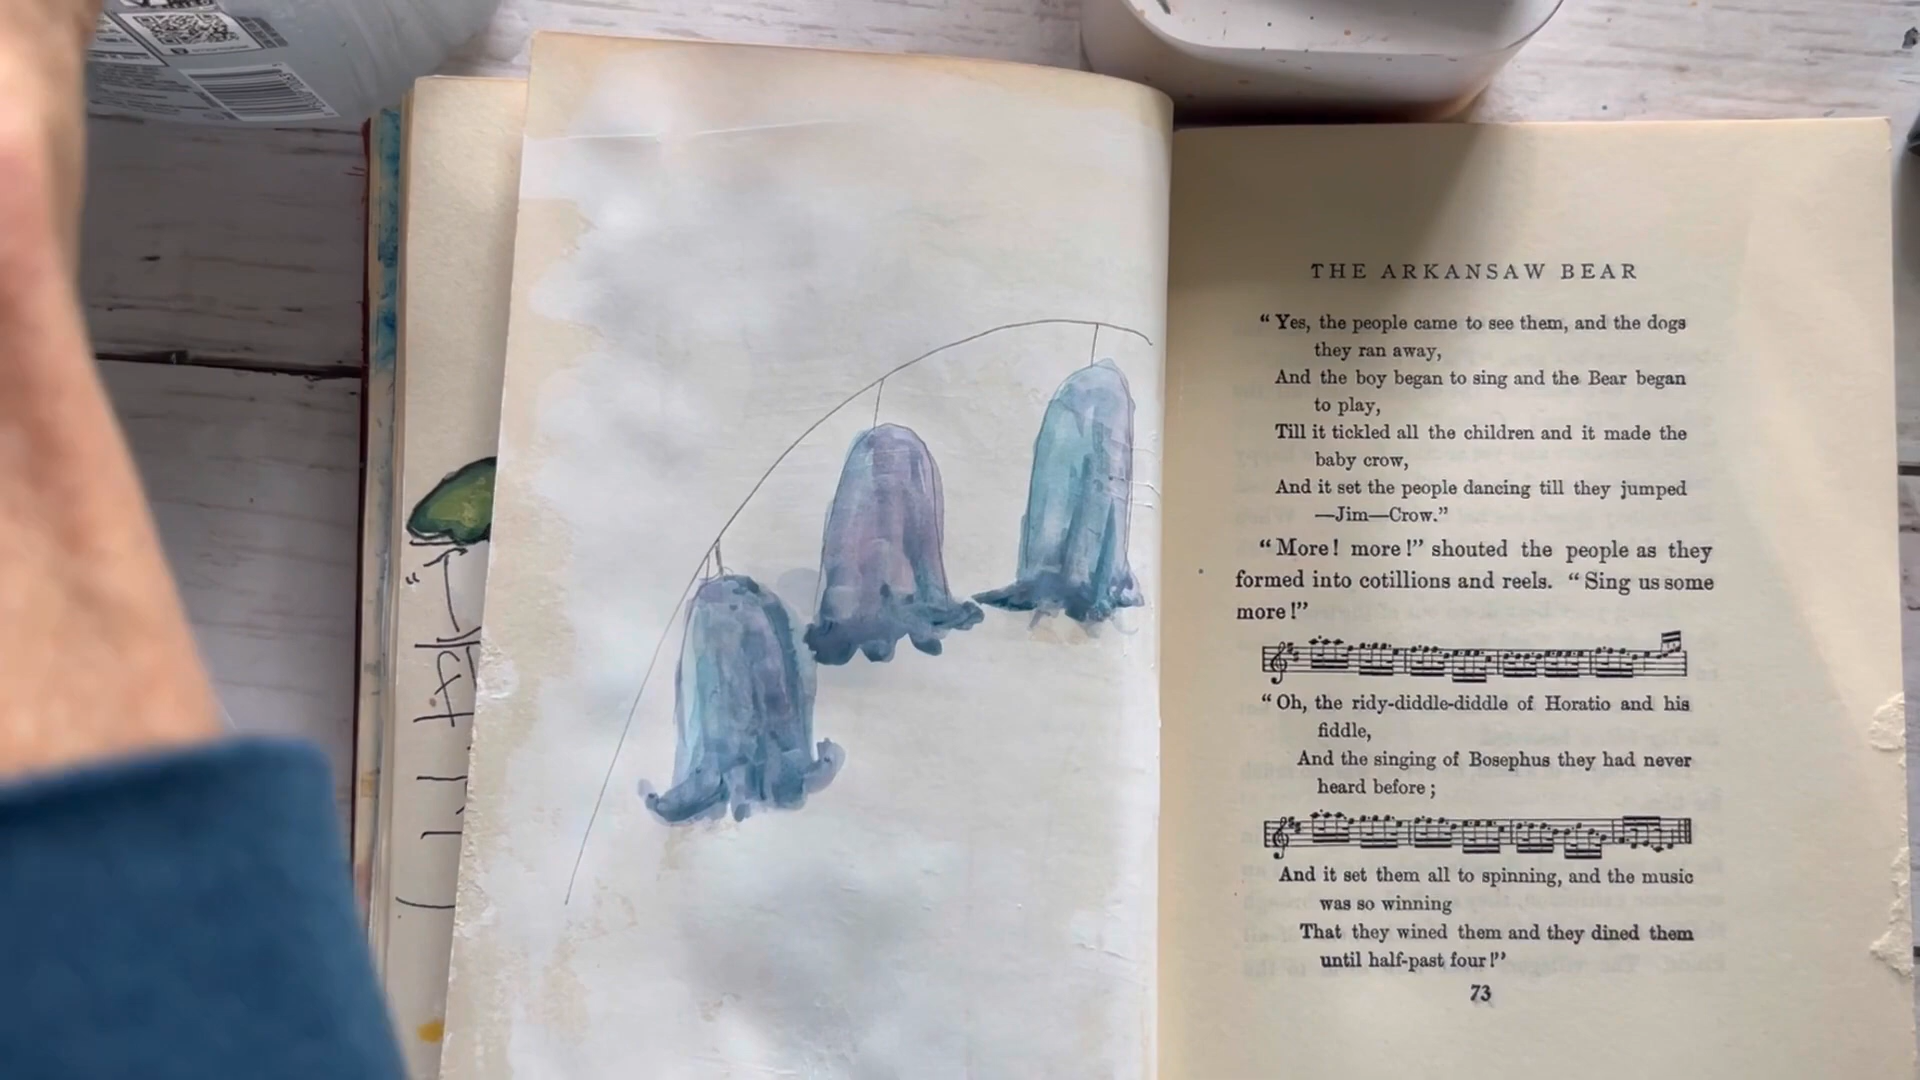 THE ARKANSAW BEAR
“Yes, the people came to see them, and the dogs
they ran away,
And the boy began to sing and the Bear began
to play,
Till it tickled all the children and it made the
baby crow,
And it set the people dancing till they jumped
—Jim—Crow.”
“More! more!” shouted the people as they
formed into cotillions and reels. “Sing us some
more!”
“Oh, the ridy-diddle-diddle of Horatio and his
fiddle,
And the singing of Bosephus they had never
heard before;
And it set them all to spinning, and the music
was so winning
That they wined them and they dined them
until half-past four!”
73